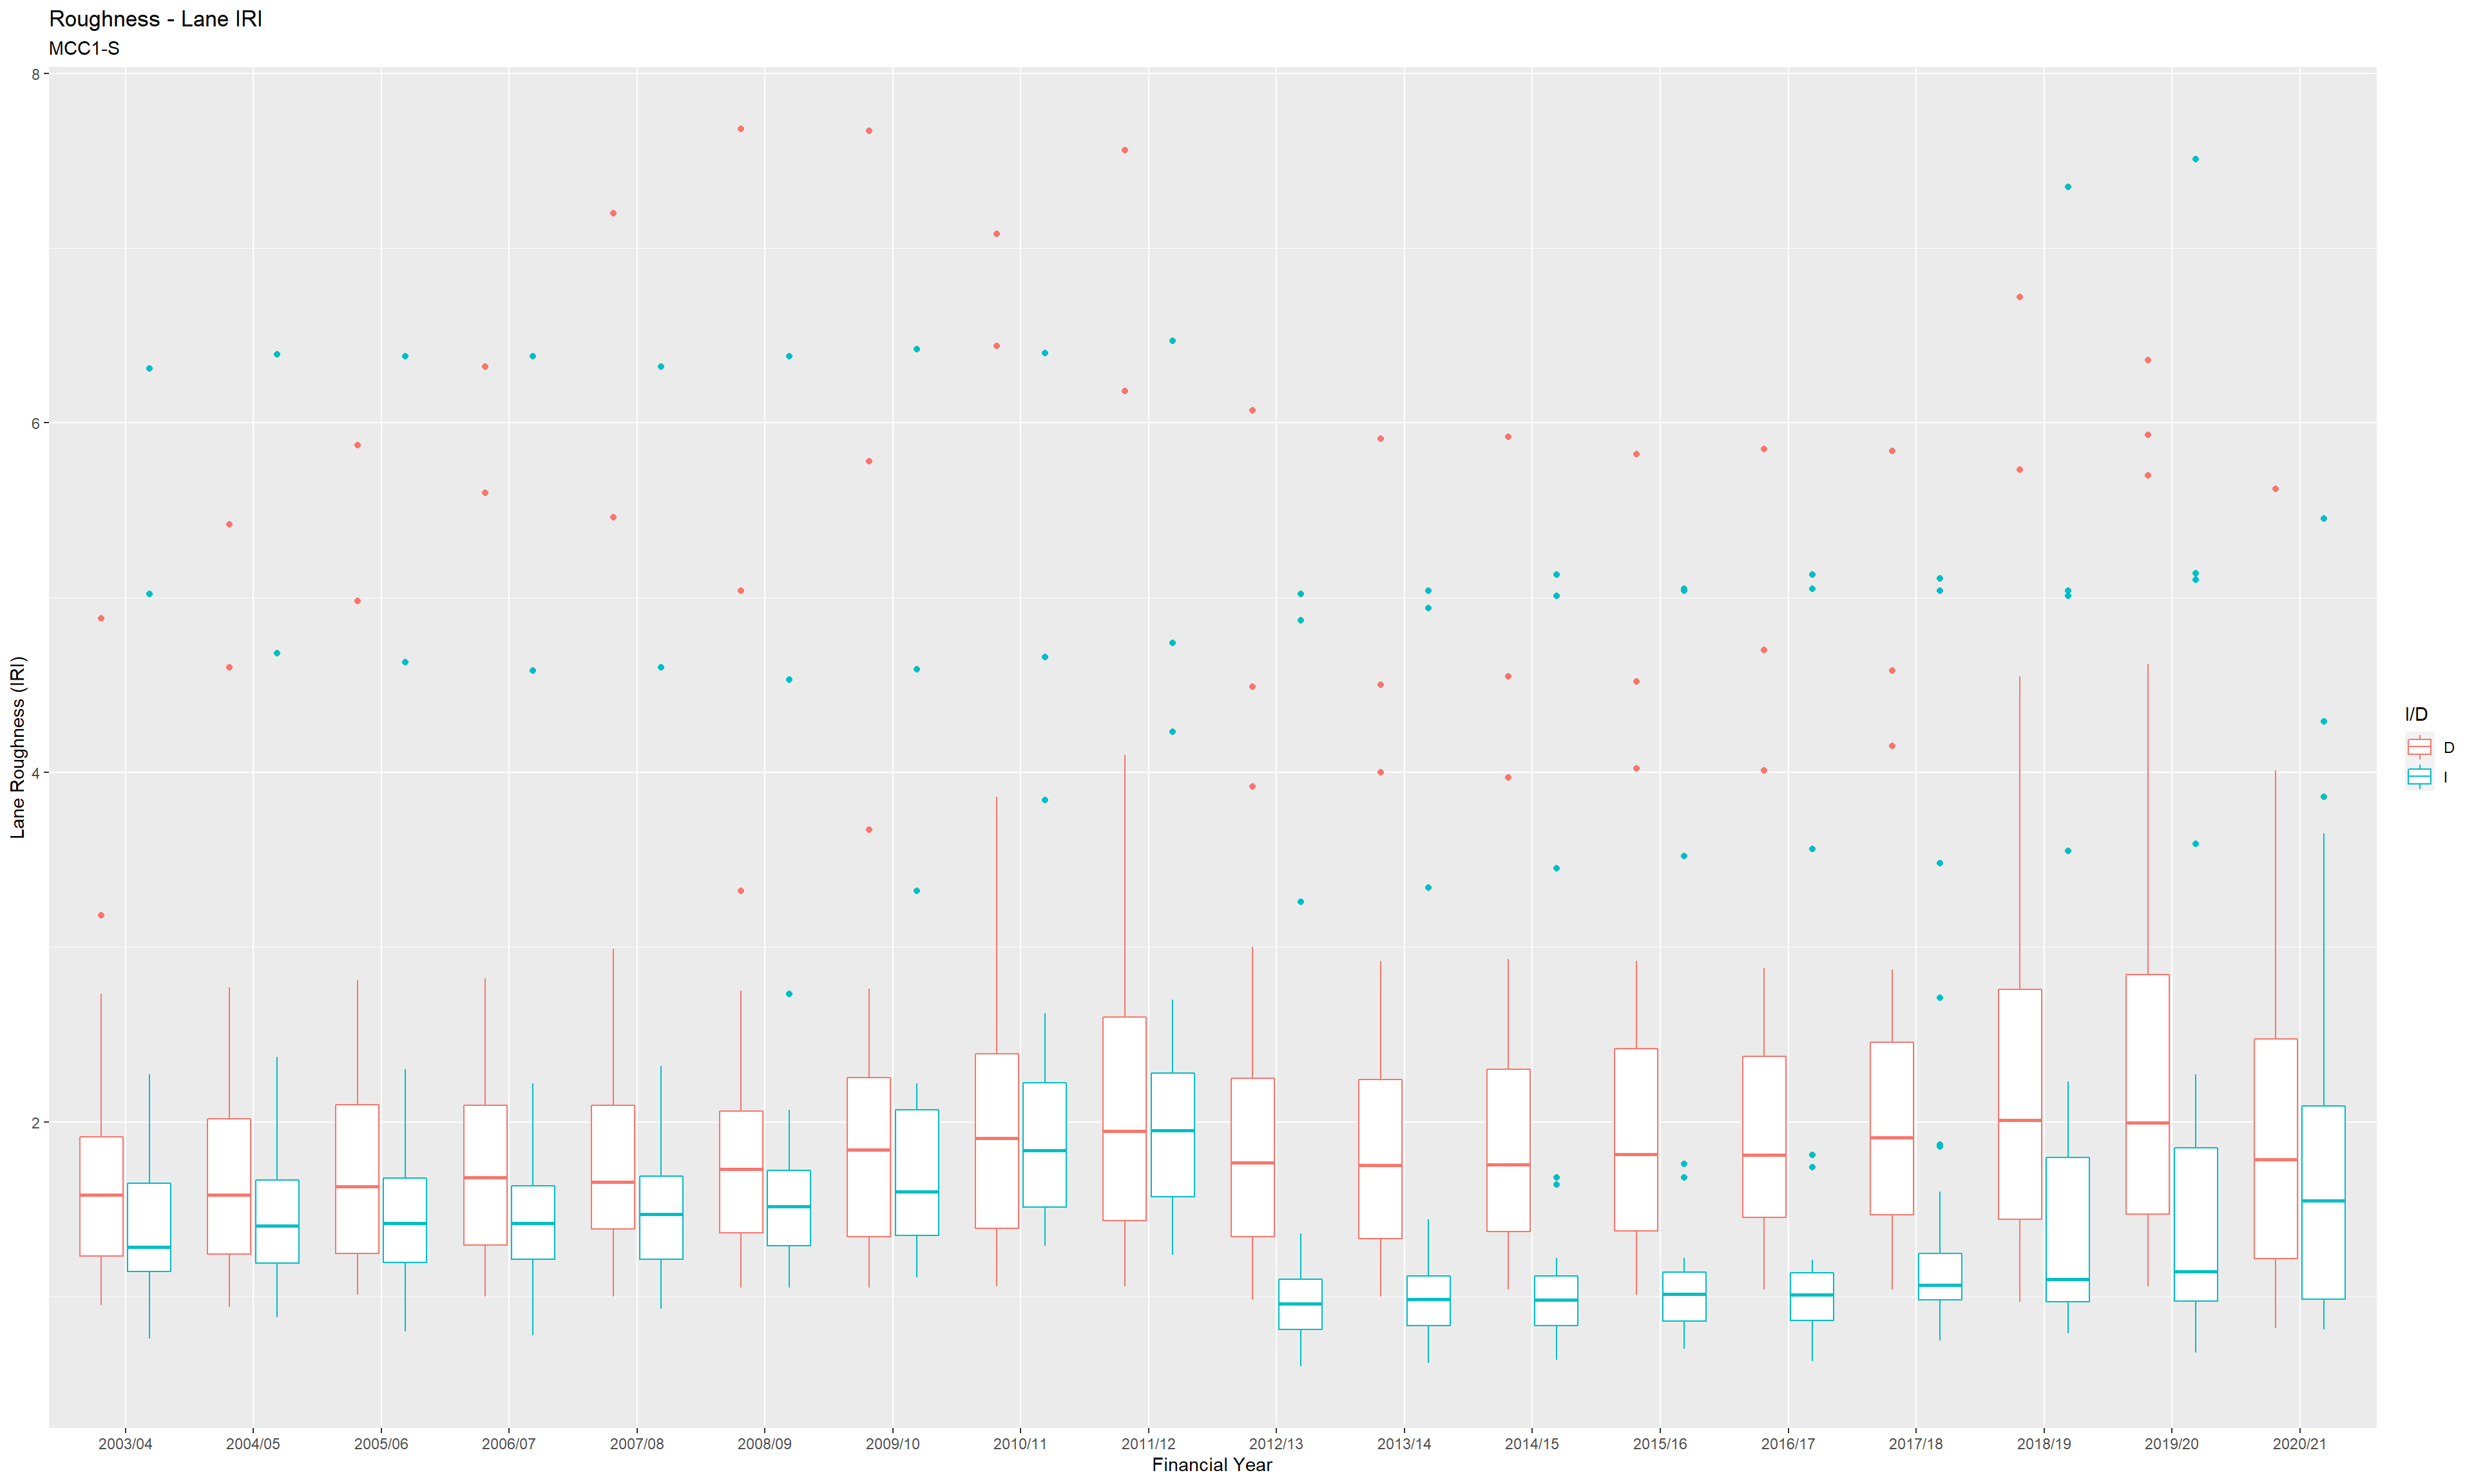 Roughness - Lane IRI
MCC1-S
8
6
4
2
Lane Roughness (IRI)
2003/04 2004/05 2005/06 2006/07 2007/08 2008/09 2009/10 2010/11 2011/12 2012/13 2013/14 2014/15 2015/16 2016/17 2017/18 2018/19 2019/20 2020/21
Financial Year
I/D
D
I